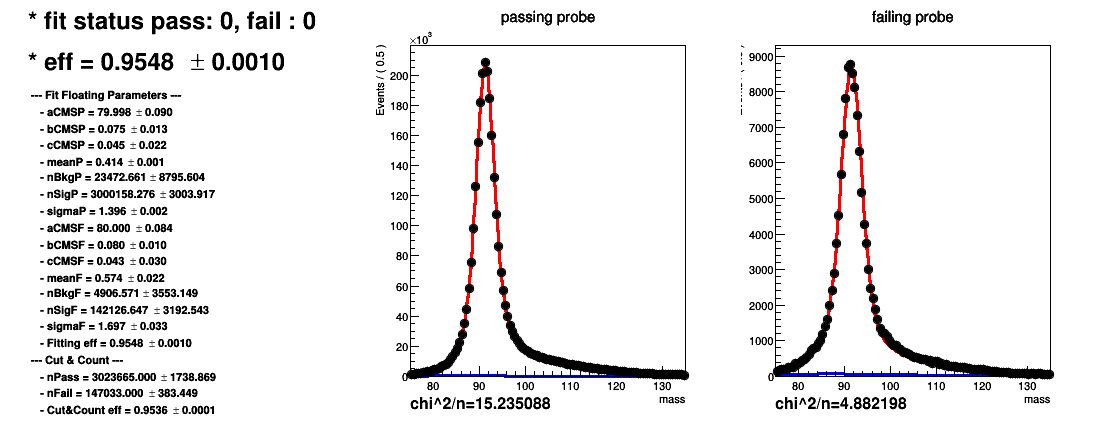 * fit status pass: 0, fail : 0
* eff = 0.9548 ± 0.0010
--- Fit Floating Parameters ---
- aCMSP = 79.998 ± 0.090
- bCMSP = 0.075 ± 0.013
- cCMSP = 0.045 ± 0.022
- meanP = 0.414 ± 0.001
- nBkgP = 23472.661 ± 8795.604
- nSigP = 3000158.276 ± 3003.917
- sigmaP = 1.396 ± 0.002
- aCMSF = 80.000 ± 0.084
- bCMSF = 0.080 ± 0.010
- cCMSF = 0.043 ± 0.030
- meanF = 0.574 ± 0.022
- nBkgF = 4906.571 ± 3553.149
- nSigF = 142126.647 ± 3192.543
- sigmaF = 1.697 ± 0.033
- Fitting eff = 0.9548 ± 0.0010
--- Cut & Count ---
- nPass = 3023665.000 ± 1738.869
- nFail = 147033.000 ± 383.449
- Cut&Count eff = 0.9536 ± 0.0001
passing probe
×10³
Events / ( 0.5 )
200
180
160
140
120
100
80
60
40
20
0
80 90 100 110 120 130
mass
chi^2/n=15.235088
failing probe
9000
8000
7000
6000
5000
4000
3000
2000
1000
0
80 90 100 110 120 130
mass
chi^2/n=4.882198